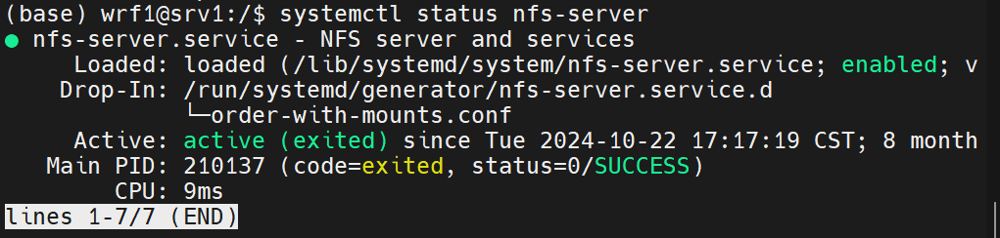 (base) wrf1@srv1:/$ systemctl status nfs-server
● nfs-server.service - NFS server and services
     Loaded: loaded (/lib/systemd/system/nfs-server.service; enabled; v
    Drop-In: /run/systemd/generator/nfs-server.service.d
             └─order-with-mounts.conf
     Active: active (exited) since Tue 2024-10-22 17:17:19 CST; 8 month
   Main PID: 210137 (code=exited, status=0/SUCCESS)
        CPU: 9ms
lines 1-7/7 (END)